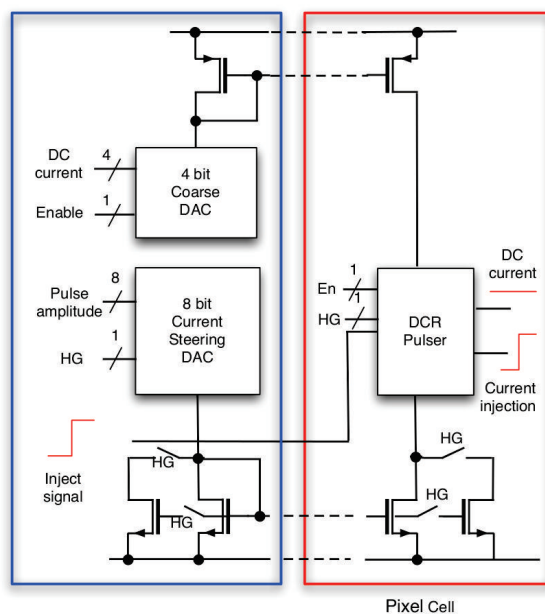 DC
current
4
Enable
1
4 bit
Coarse
DAC
Pulse
amplitude
8
HG
1
8 bit
Current
Steering
DAC
Inject
signal
HG
HG
En
1
HG
1
DCR
Pulser
DC
current
Current
injection
HG
HG
Pixel Cell